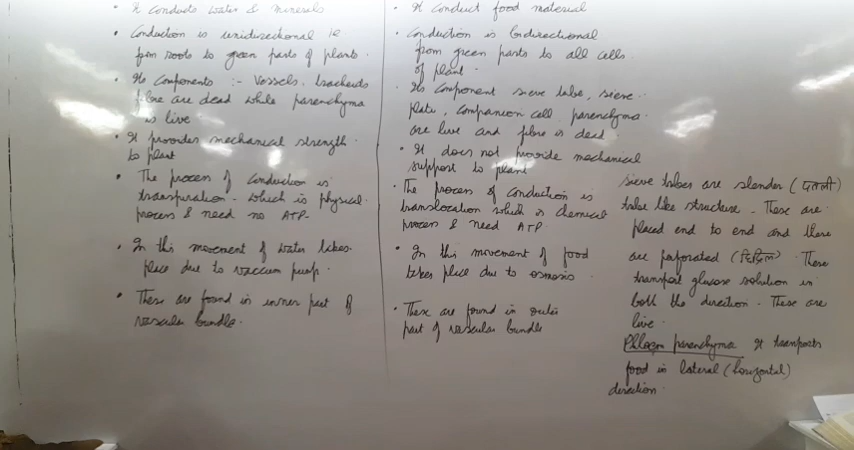 • It conducts water & minerals
• Conduction is unidirectional ie
from roots to green parts of plants.
• Its Components :- Vessels, tracheids
fibre are dead while parenchyma
is live.
• It provides mechanical strength
to plant
• The process of Conduction is
transpiration. which is physical
process & need no ATP.
• In this movement of water takes
place due to vaccum pump.
• These are found in inner part of
vascular bundle.
• It conduct food material
• Conduction is bidirectional
from green parts to all cells.
of plant.
• Its Component sieve tube, sieve
plate, companion cell, parenchyma
are live and fibre is dead.
• It does not provide mechanical
support to plant
• The process of conduction is
translocation which is chemical
process & need ATP.
• In this movement of food
takes place due to osmosis
• These are found in outer
part of vascular bundle
Sieve tubes are slender (पतली)
tube like structure. These are
placed end to end and there
are perforated. These
transport glucose solution in
both the direction. These are
live.
Phloem parenchyma It transports
food in lateral (horizontal)
direction.